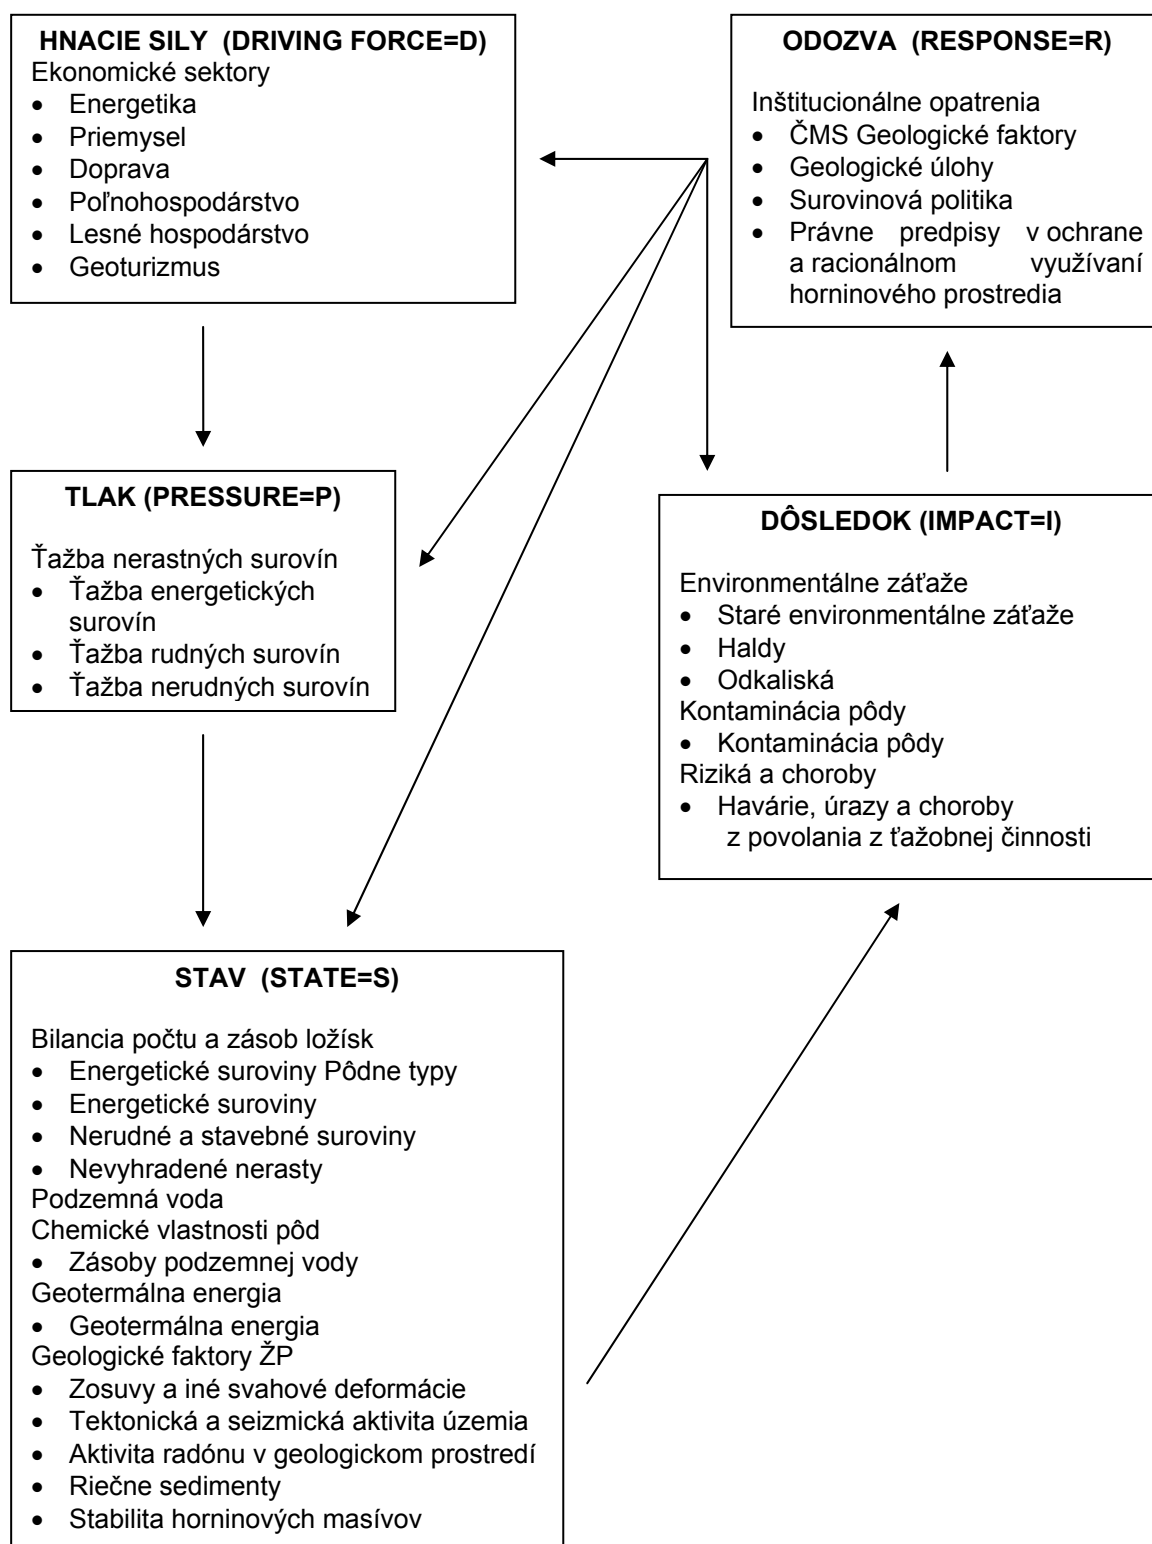 HNACIE SILY (DRIVING FORCE=D)
Ekonomické sektory
• Energetika
• Priemysel
• Doprava
• Poľnohospodárstvo
• Lesné hospodárstvo
• Geoturizmus
ODOZVA (RESPONSE=R)
Inštitucionálne opatrenia
• ČMS Geologické faktory
• Geologické úlohy
• Surovinová politika
• Právne predpisy v ochrane
a racionálnom využívaní
horninového prostredia
TLAK (PRESSURE=P)
Ťažba nerastných surovín
• Ťažba energetických
surovín
• Ťažba rudných surovín
• Ťažba nerudných surovín
DÔSLEDOK (IMPACT=I)
Environmentálne záťaže
• Staré environmentálne záťaže
• Haldy
• Odkaliská
Kontaminácia pôdy
• Kontaminácia pôdy
Riziká a choroby
• Havárie, úrazy a choroby
z povolania z ťažobnej činnosti
STAV (STATE=S)
Bilancia počtu a zásob ložísk
• Energetické suroviny Pôdne typy
• Energetické suroviny
• Nerudné a stavebné suroviny
• Nevyhradené nerasty
Podzemná voda
Chemické vlastnosti pôd
• Zásoby podzemnej vody
Geotermálna energia
• Geotermálna energia
Geologické faktory ŽP
• Zosuvy a iné svahové deformácie
• Tektonická a seizmická aktivita územia
• Aktivita radónu v geologickom prostredí
• Riečne sedimenty
• Stabilita horninových masívov